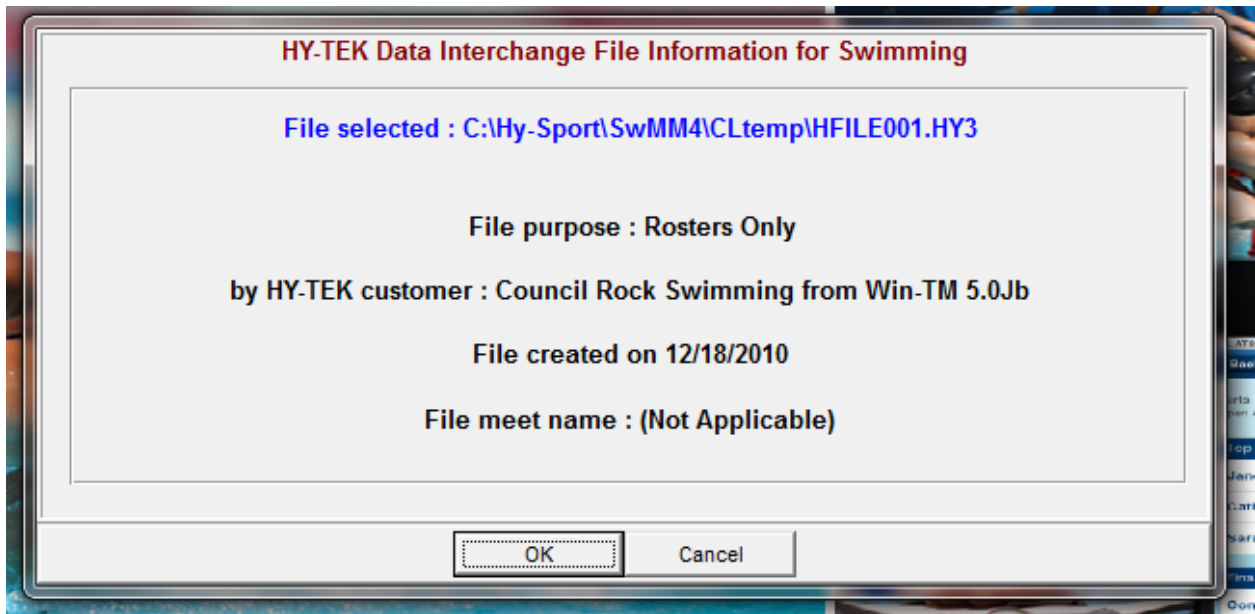 HY-TEK Data Interchange File Information for Swimming
File selected : C:\Hy-Sport\SwMM4\CLtemp\HFILE001.HY3
File purpose : Rosters Only
by HY-TEK customer : Council Rock Swimming from Win-TM 5.0Jb
File created on 12/18/2010
File meet name : (Not Applicable)
OK
Cancel